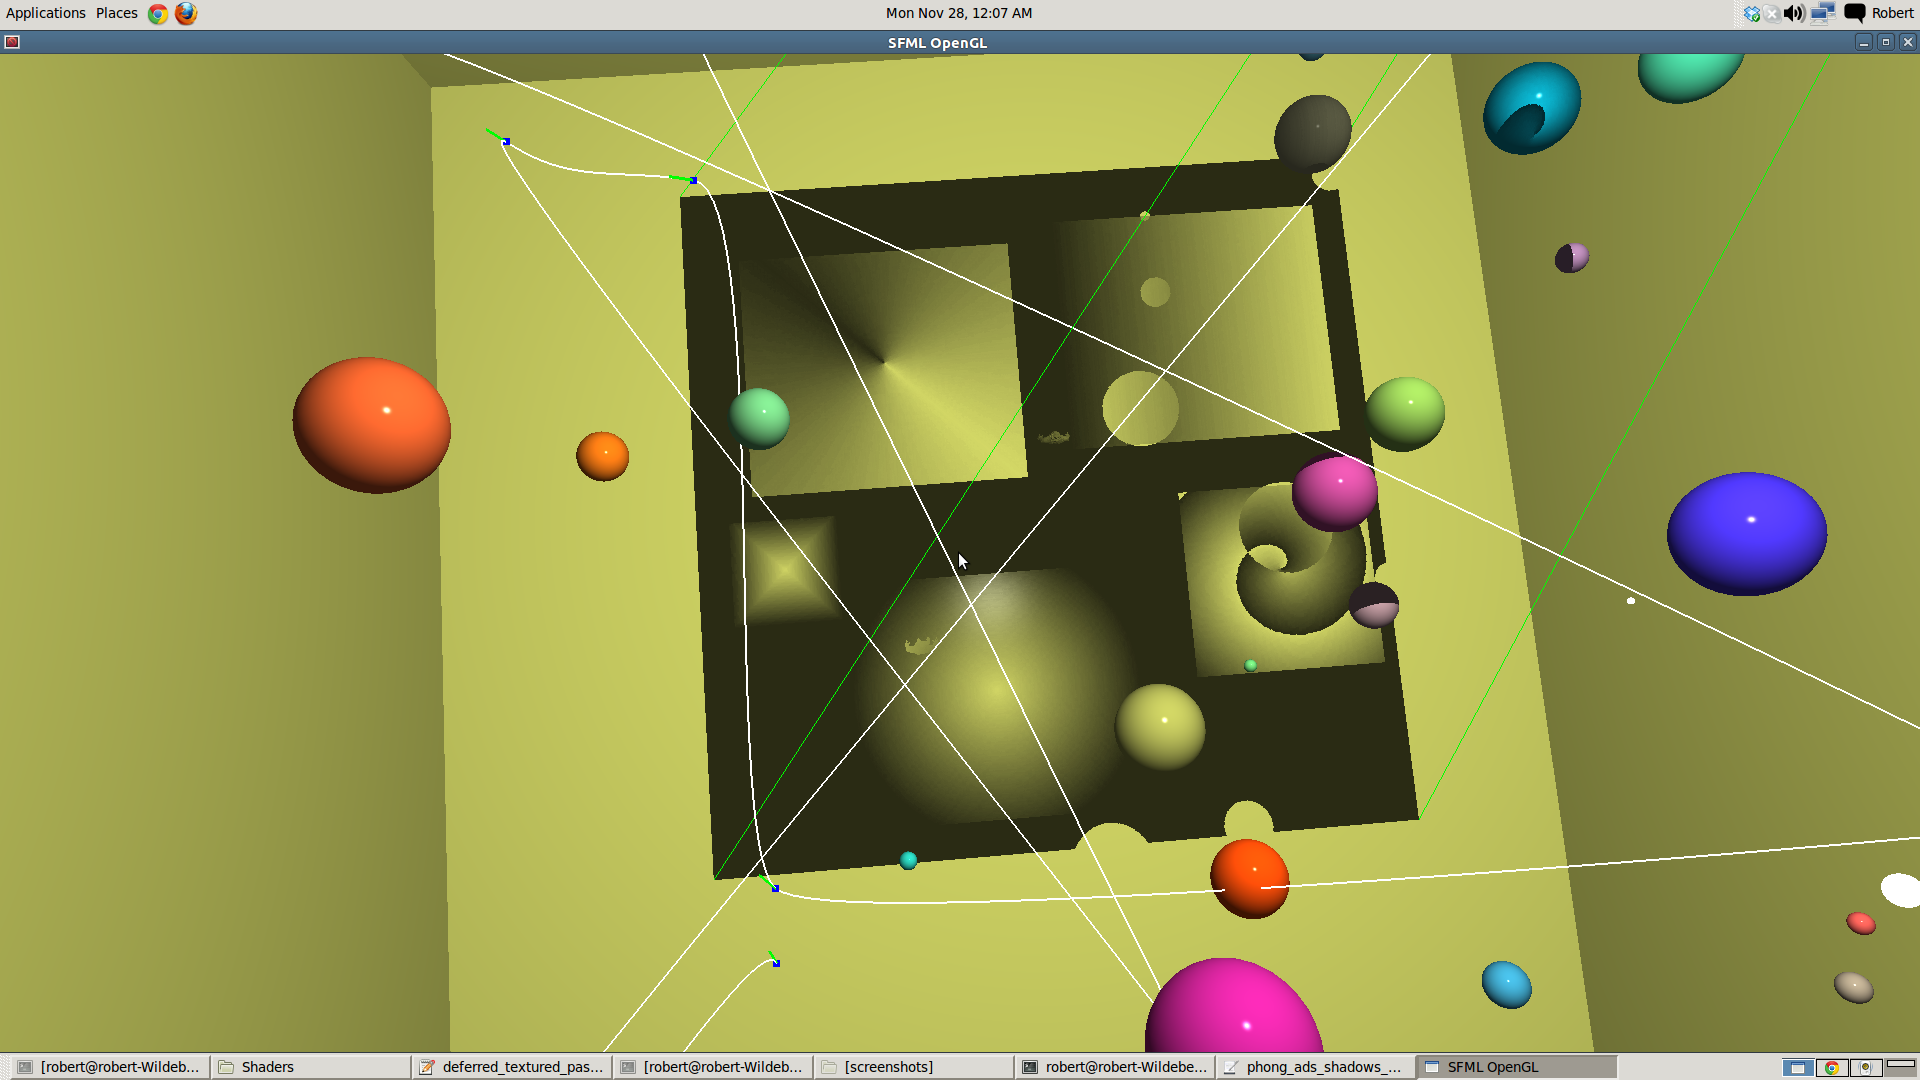 Applications Places Mon Nov 28, 12:07 AM Robert
SFML OpenGL
[robert@robert-Wildeb... Shaders deferred_textured_pas... [robert@robert-Wildeb... [screenshots] robert@robert-Wildebe... phong_ads_shadows_... SFML OpenGL